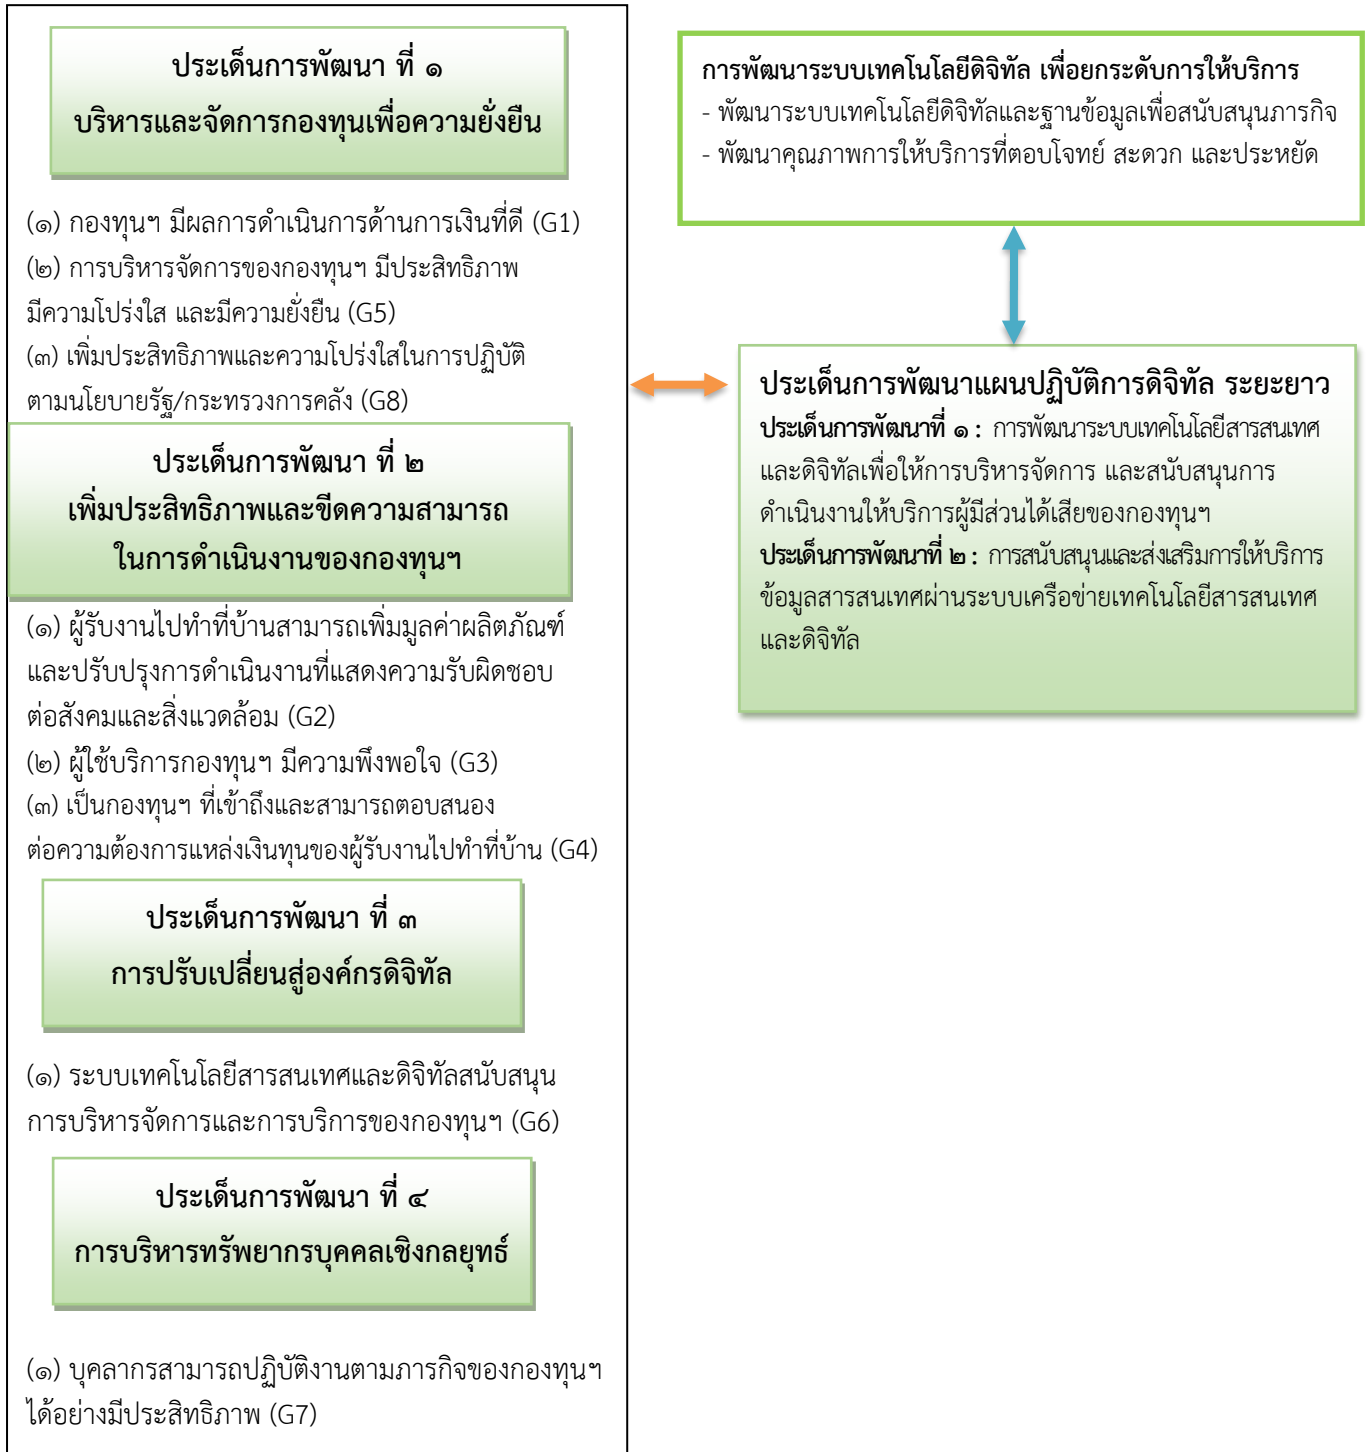 ประเด็นการพัฒนา ที่ ๑
บริหารและจัดการกองทุนเพื่อความยั่งยืน
(๑) กองทุนฯ มีผลการดำเนินการด้านการเงินที่ดี (G1)
(๒) การบริหารจัดการของกองทุนฯ มีประสิทธิภาพ
มีความโปร่งใส และมีความยั่งยืน (G5)
(๓) เพิ่มประสิทธิภาพและความโปร่งใสในการปฏิบัติ
ตามนโยบายรัฐ/กระทรวงการคลัง (G8)
ประเด็นการพัฒนา ที่ ๒
เพิ่มประสิทธิภาพและขีดความสามารถ
ในการดำเนินงานของกองทุนฯ
(๑) ผู้รับงานไปทำที่บ้านสามารถเพิ่มมูลค่าผลิตภัณฑ์
และปรับปรุงการดำเนินงานที่แสดงความรับผิดชอบ
ต่อสังคมและสิ่งแวดล้อม (G2)
(๒) ผู้ใช้บริการกองทุนฯ มีความพึงพอใจ (G3)
(๓) เป็นกองทุนฯ ที่เข้าถึงและสามารถตอบสนอง
ต่อความต้องการแหล่งเงินทุนของผู้รับงานไปทำที่บ้าน (G4)
ประเด็นการพัฒนา ที่ ๓
การปรับเปลี่ยนสู่องค์กรดิจิทัล
(๑) ระบบเทคโนโลยีสารสนเทศและดิจิทัลสนับสนุน
การบริหารจัดการและการบริการของกองทุนฯ (G6)
ประเด็นการพัฒนา ที่ ๔
การบริหารทรัพยากรบุคคลเชิงกลยุทธ์
(๑) บุคลากรสามารถปฏิบัติงานตามภารกิจของกองทุนฯ
ได้อย่างมีประสิทธิภาพ (G7)
การพัฒนาระบบเทคโนโลยีดิจิทัล เพื่อยกระดับการให้บริการ
- พัฒนาระบบเทคโนโลยีดิจิทัลและฐานข้อมูลเพื่อสนับสนุนภารกิจ
- พัฒนาคุณภาพการให้บริการที่ตอบโจทย์ สะดวก และประหยัด
ประเด็นการพัฒนาแผนปฏิบัติการดิจิทัล ระยะยาว
ประเด็นการพัฒนาที่ ๑ : การพัฒนาระบบเทคโนโลยีสารสนเทศ
และดิจิทัลเพื่อให้การบริหารจัดการ และสนับสนุนการ
ดำเนินงานให้บริการผู้มีส่วนได้เสียของกองทุนฯ
ประเด็นการพัฒนาที่ ๒ : การสนับสนุนและส่งเสริมการให้บริการ
ข้อมูลสารสนเทศผ่านระบบเครือข่ายเทคโนโลยีสารสนเทศ
และดิจิทัล